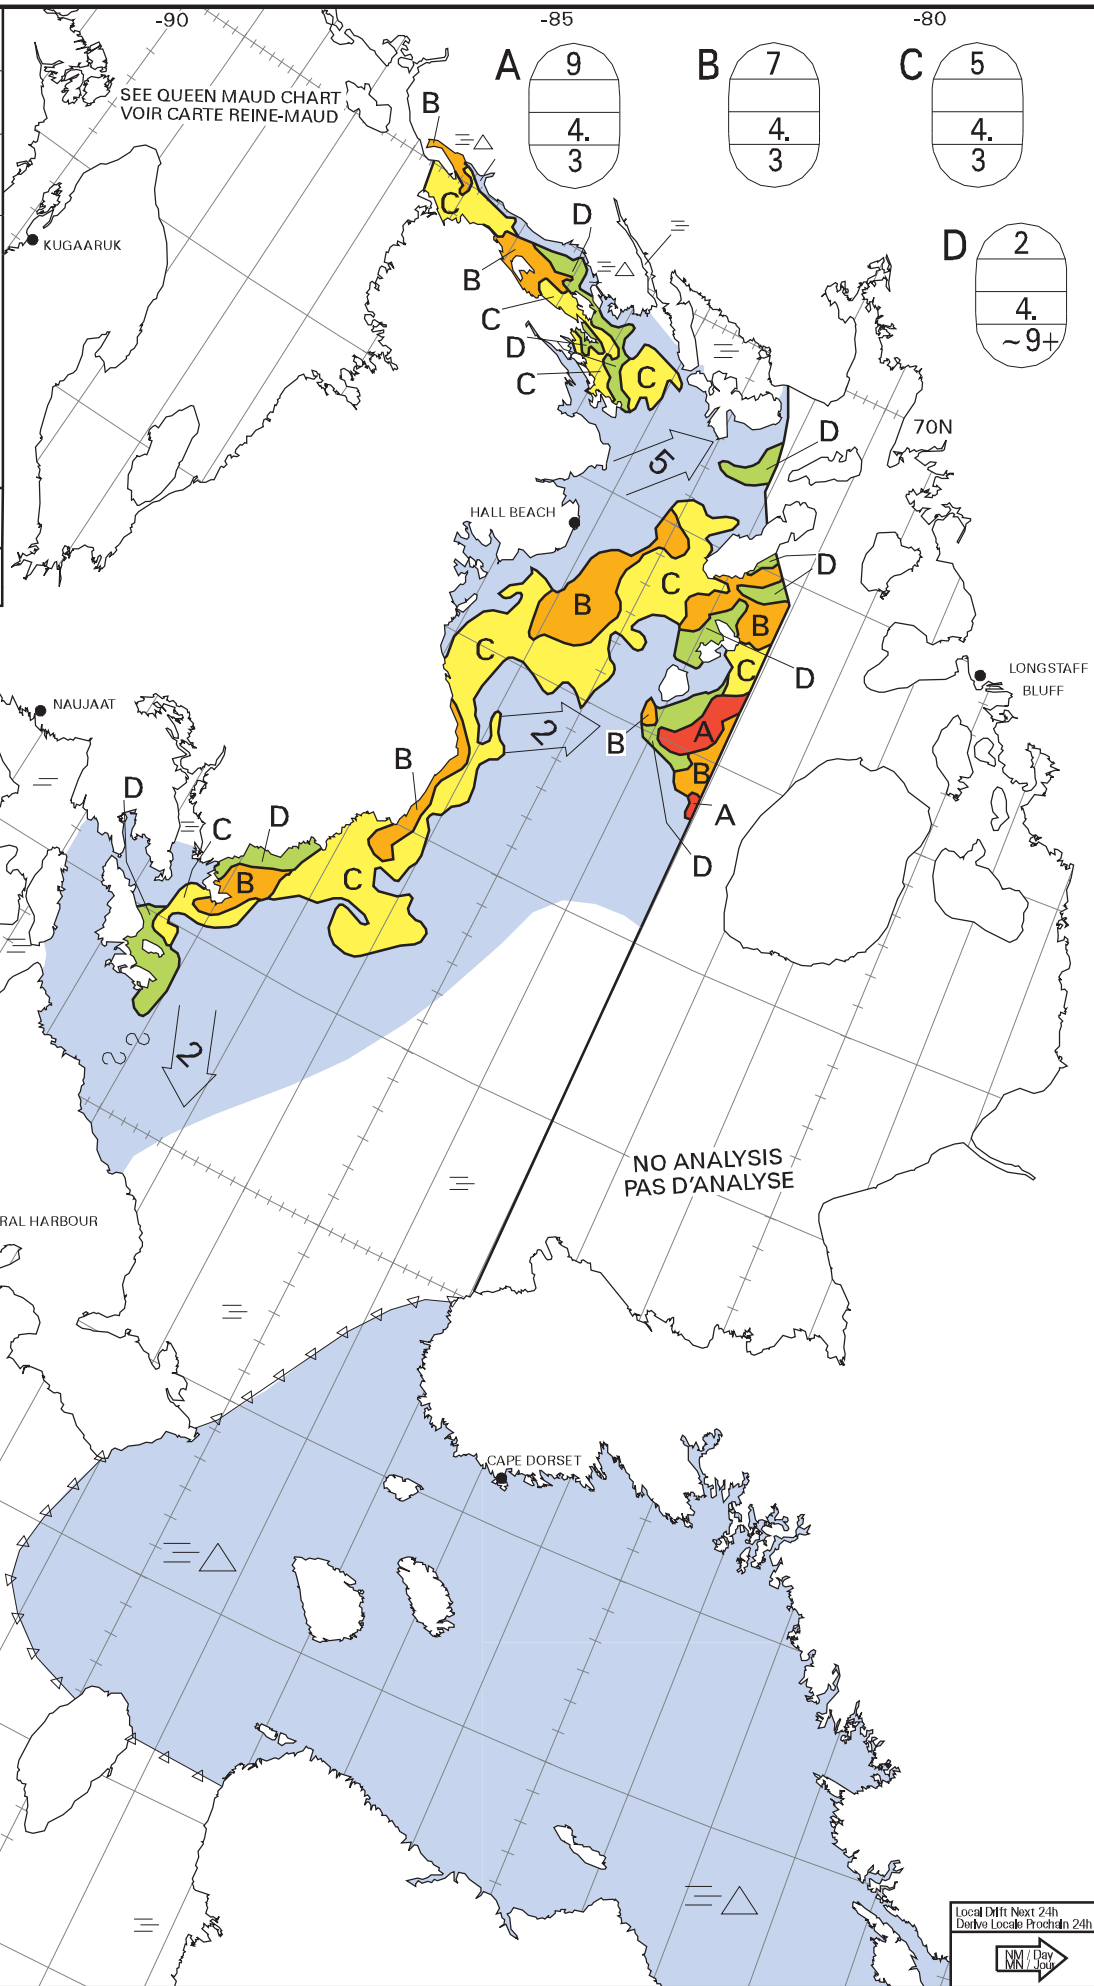 -90
-85
-80
A
9
4.
3
B
7
4.
3
C
5
4.
3
SEE QUEEN MAUD CHART
VOIR CARTE REINE-MAUD
B
C
D
D
2
4.
~9+
KUGAARUK
B
C
D
C
C
70N
D
5
HALL BEACH
D
C
B
B
C
C
D
LONGSTAFF
BLUFF
NAUJAAT
2
A
B
B
B
A
D
C
D
D
B
C
2
NO ANALYSIS
PAS D'ANALYSE
RAL HARBOUR
CAPE DORSET
Local Drift Next 24h
Derive Locale Prochain 24h
NM / Day
MN / Jour